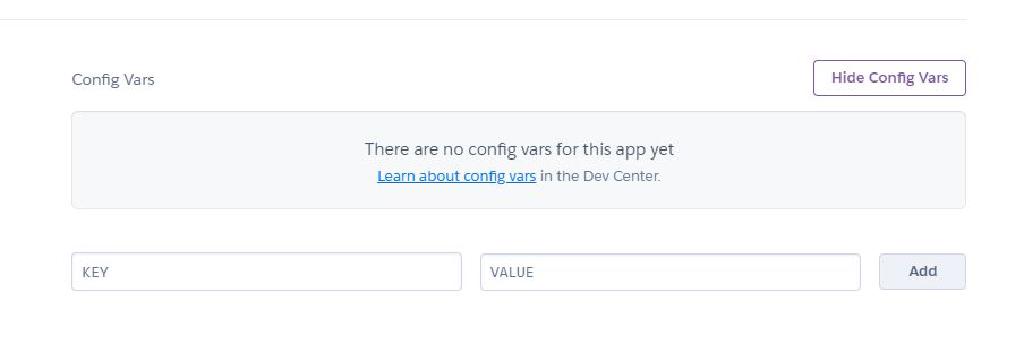 Config Vars
Hide Config Vars
There are no config vars for this app yet
Learn about config vars in the Dev Center.
KEY
VALUE
Add